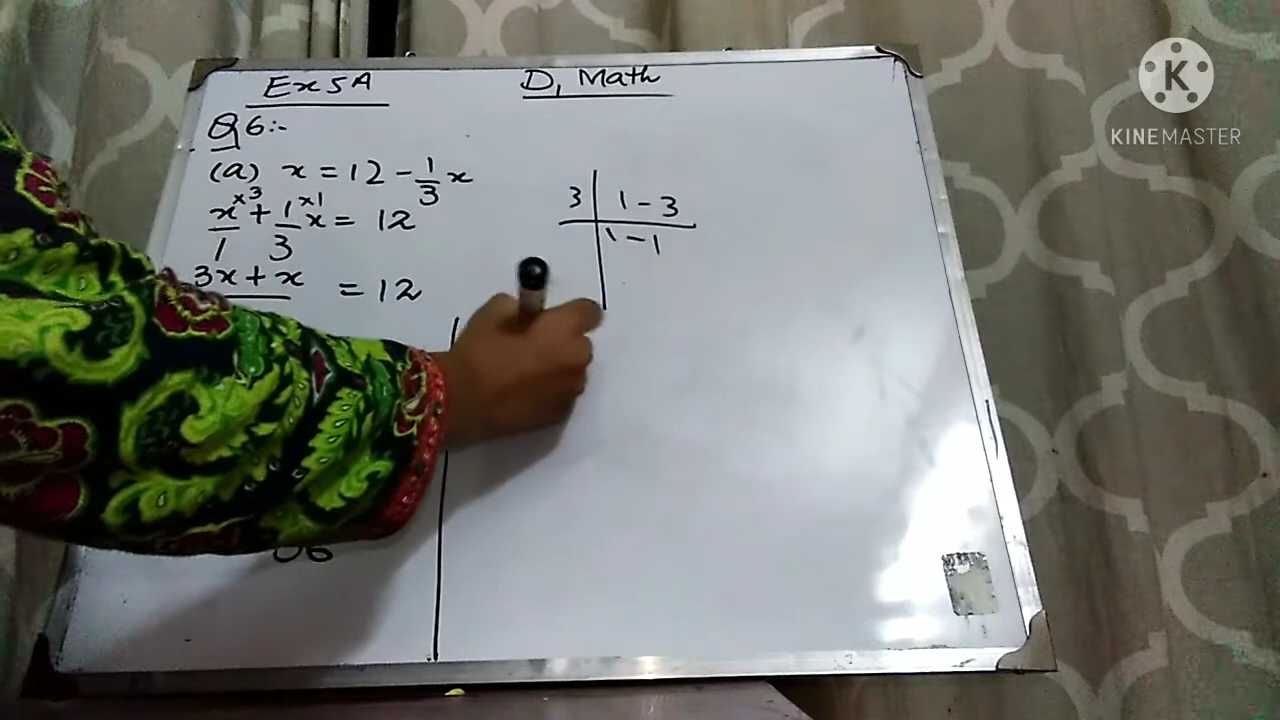 Ex 5A
D, Math
Q 6:-
(a) x = 12 - 1/3 x
x/1 ×3 + 1/3 x ×1 = 12
3x + x = 12
3 | 1 - 3
1 - 1
06
K
KINEMASTER